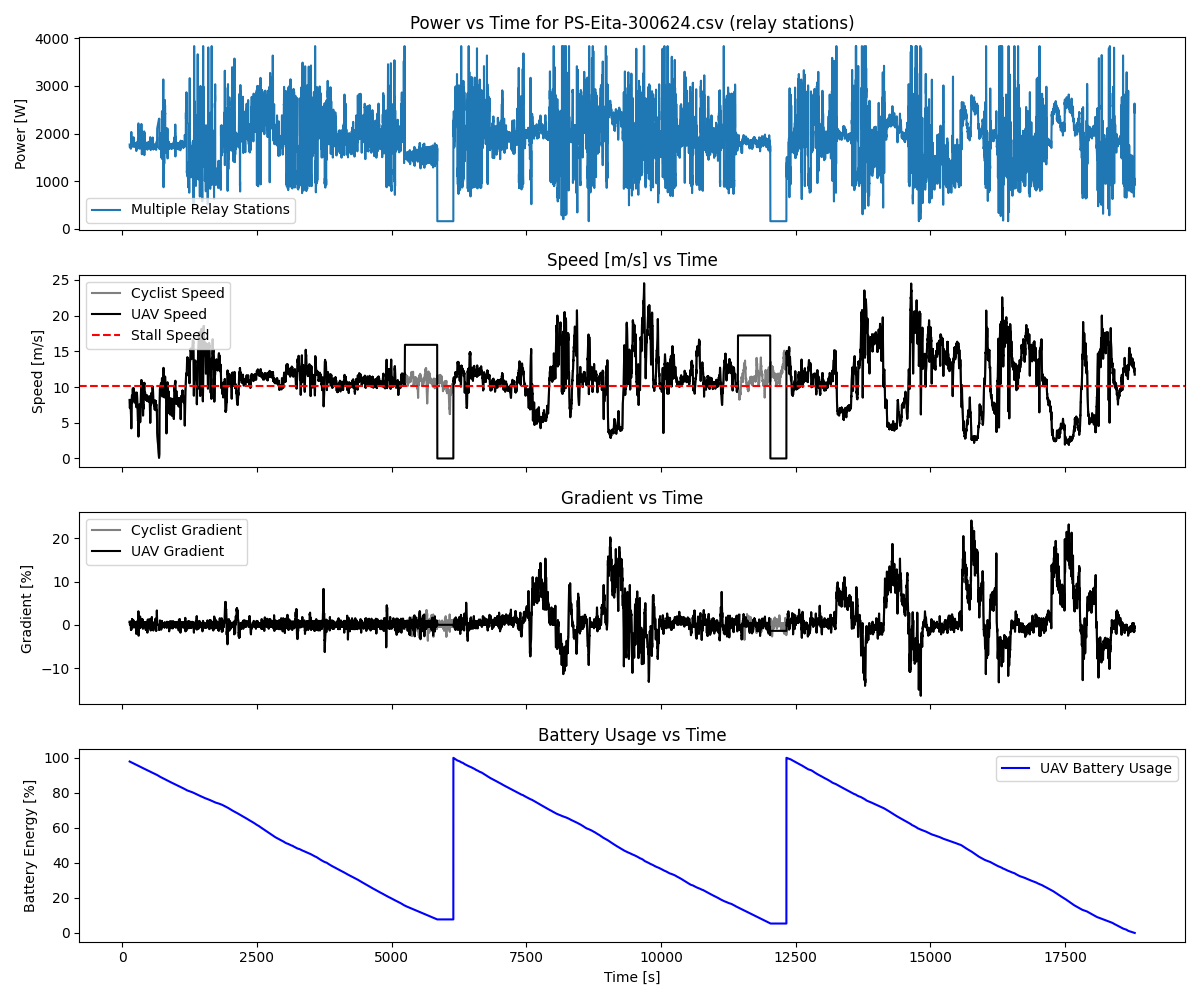 Power vs Time for PS-Eita-300624.csv (relay stations)
4000
3000
2000
1000
0
Power [W]
Multiple Relay Stations
Speed [m/s] vs Time
25
20
15
10
5
0
Speed [m/s]
Cyclist Speed
UAV Speed
Stall Speed
Gradient vs Time
20
10
0
−10
Gradient [%]
Cyclist Gradient
UAV Gradient
Battery Usage vs Time
100
80
60
40
20
0
Battery Energy [%]
UAV Battery Usage
0 2500 5000 7500 10000 12500 15000 17500
Time [s]